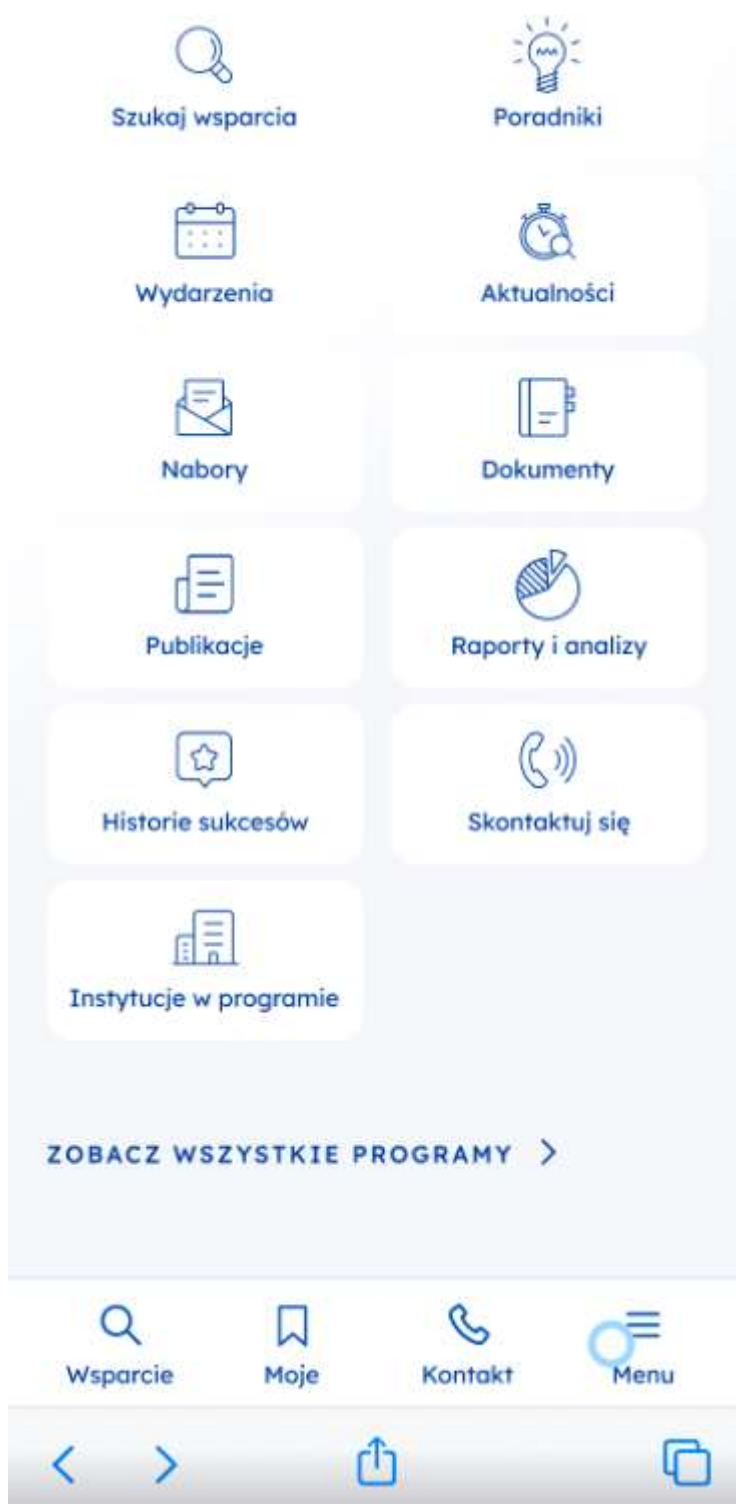 Szukaj wsparcia
Poradniki
Wydarzenia
Aktualności
Nabory
Dokumenty
Publikacje
Raporty i analizy
Historie sukcesów
Skontaktuj się
Instytucje w programie
ZOBACZ WSZYSTKIE PROGRAMY
Wsparcie
Moje
Kontakt
Menu